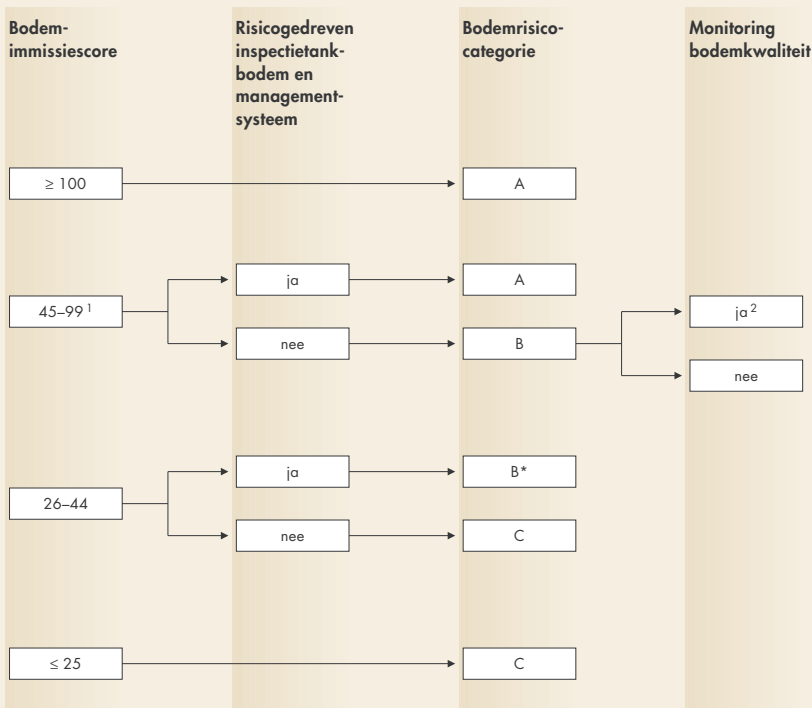 Bodem-
immissiescore
Risicogedreven
inspectietank-
bodem en
management-
systeem
Bodemrisico-
categorie
Monitoring
bodemkwaliteit
≥ 100
A
45–99 ¹
ja
A
nee
B
ja ²
nee
26–44
ja
B*
nee
C
≤ 25
C